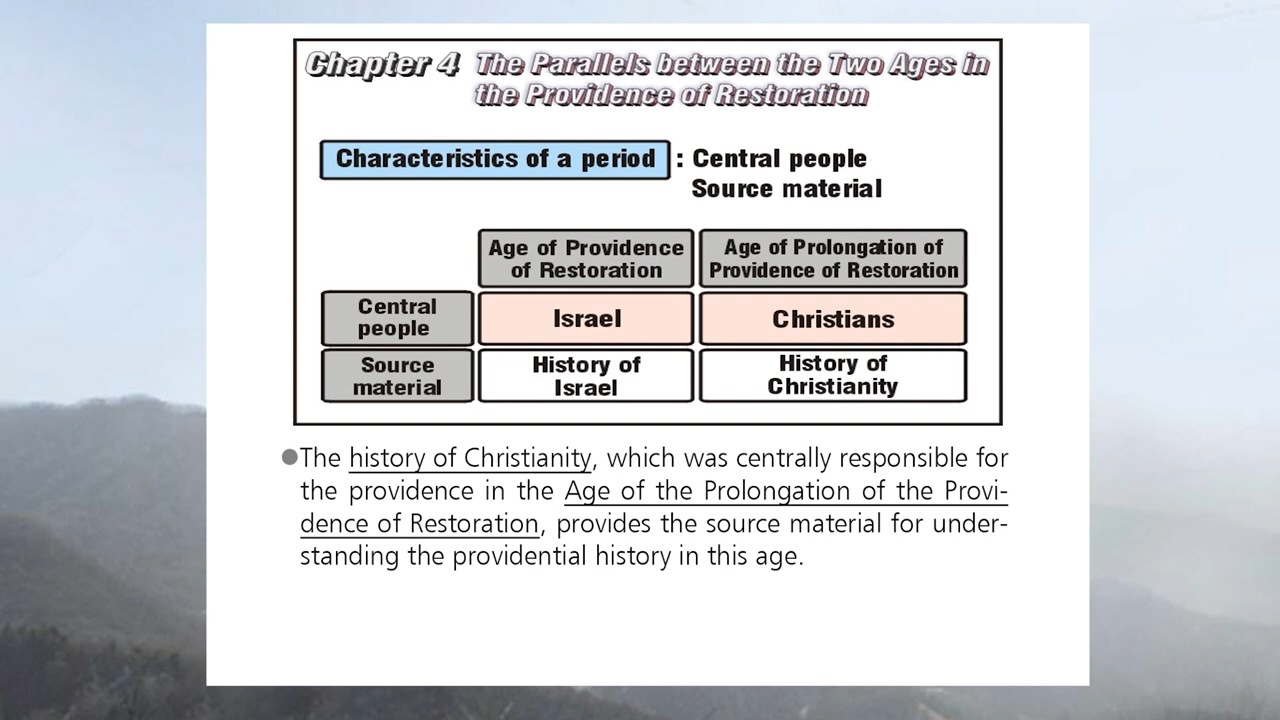 Chapter 4 The Parallels between the Two Ages in
the Providence of Restoration
Characteristics of a period : Central people
Source material
Age of Providence
of Restoration
Age of Prolongation of
Providence of Restoration
Central
people
Israel
Christians
Source
material
History of
Israel
History of
Christianity
●The history of Christianity, which was centrally responsible for
the providence in the Age of the Prolongation of the Provi-
dence of Restoration, provides the source material for under-
standing the providential history in this age.